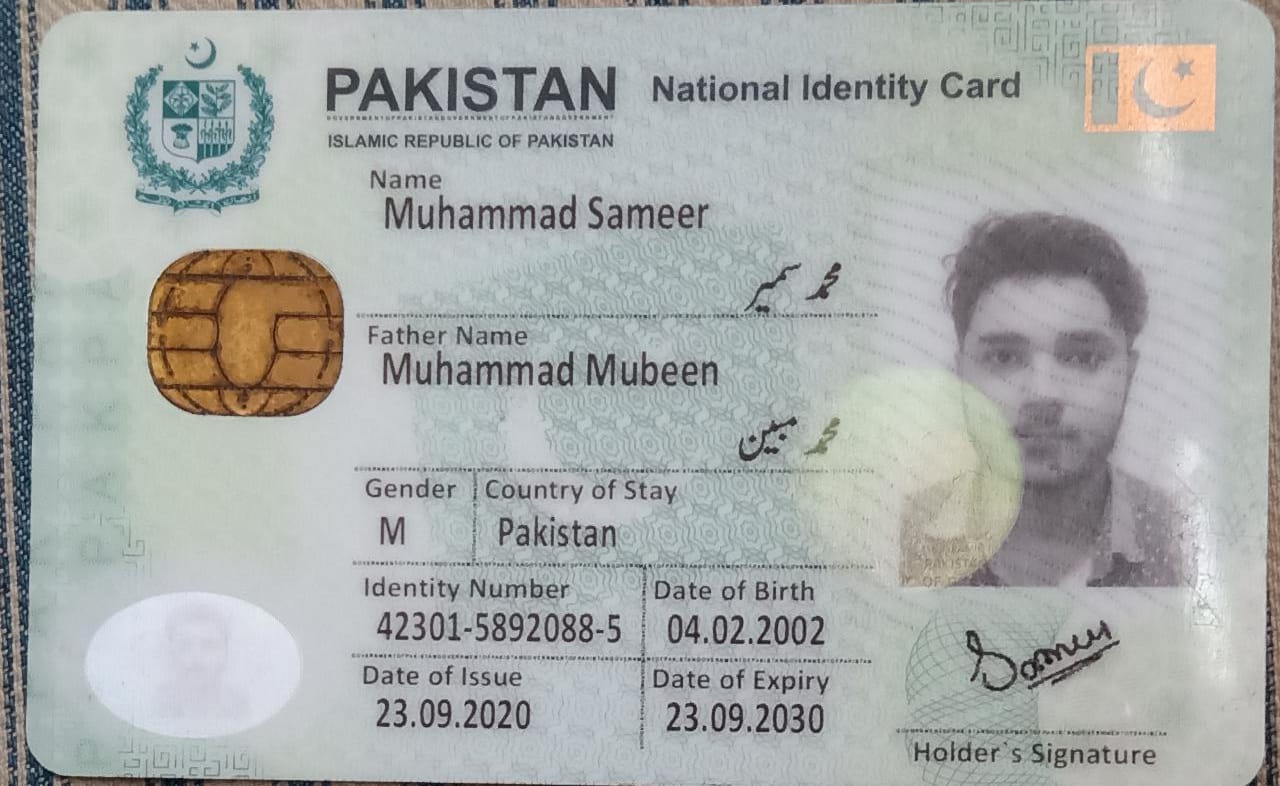 PAKISTAN National Identity Card
ISLAMIC REPUBLIC OF PAKISTAN
Name
Muhammad Sameer
محمد سمیر
Father Name
Muhammad Mubeen
محمد مبین
Gender Country of Stay
M Pakistan
Identity Number Date of Birth
42301-5892088-5 04.02.2002
Date of Issue Date of Expiry
23.09.2020 23.09.2030
Sameer
Holder`s Signature